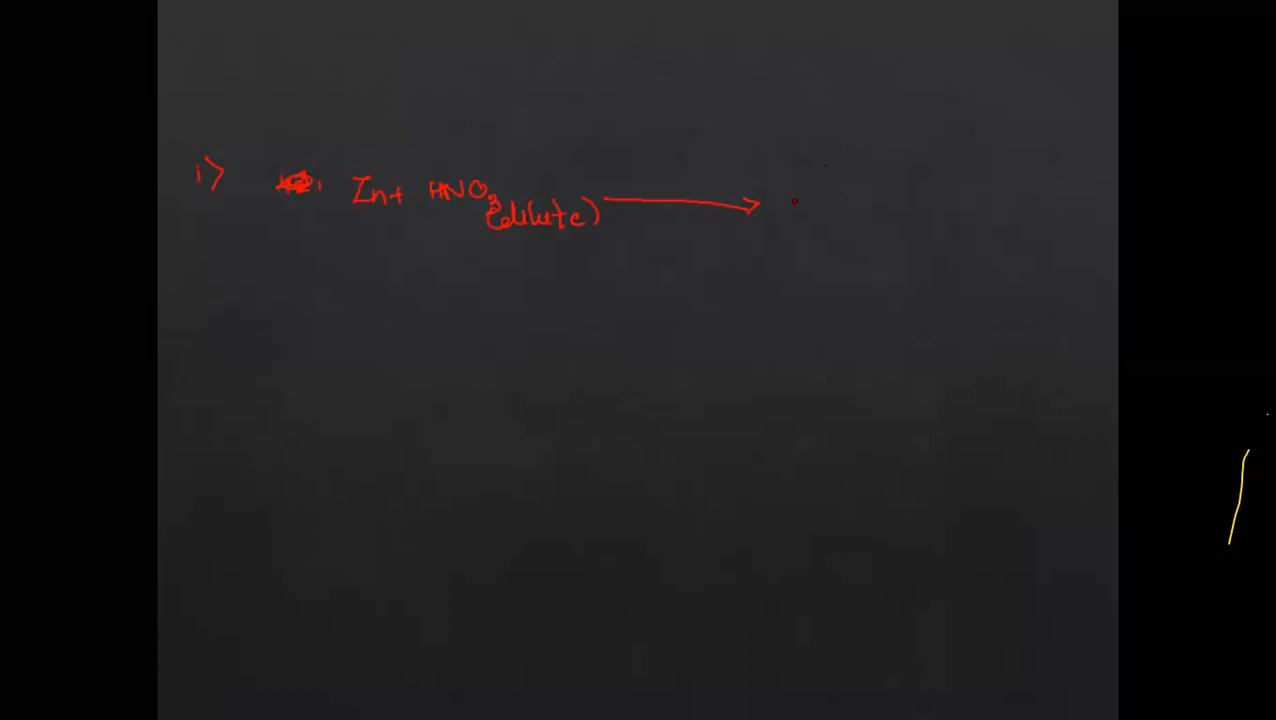 i) Zn + HNO3 (dilute) →